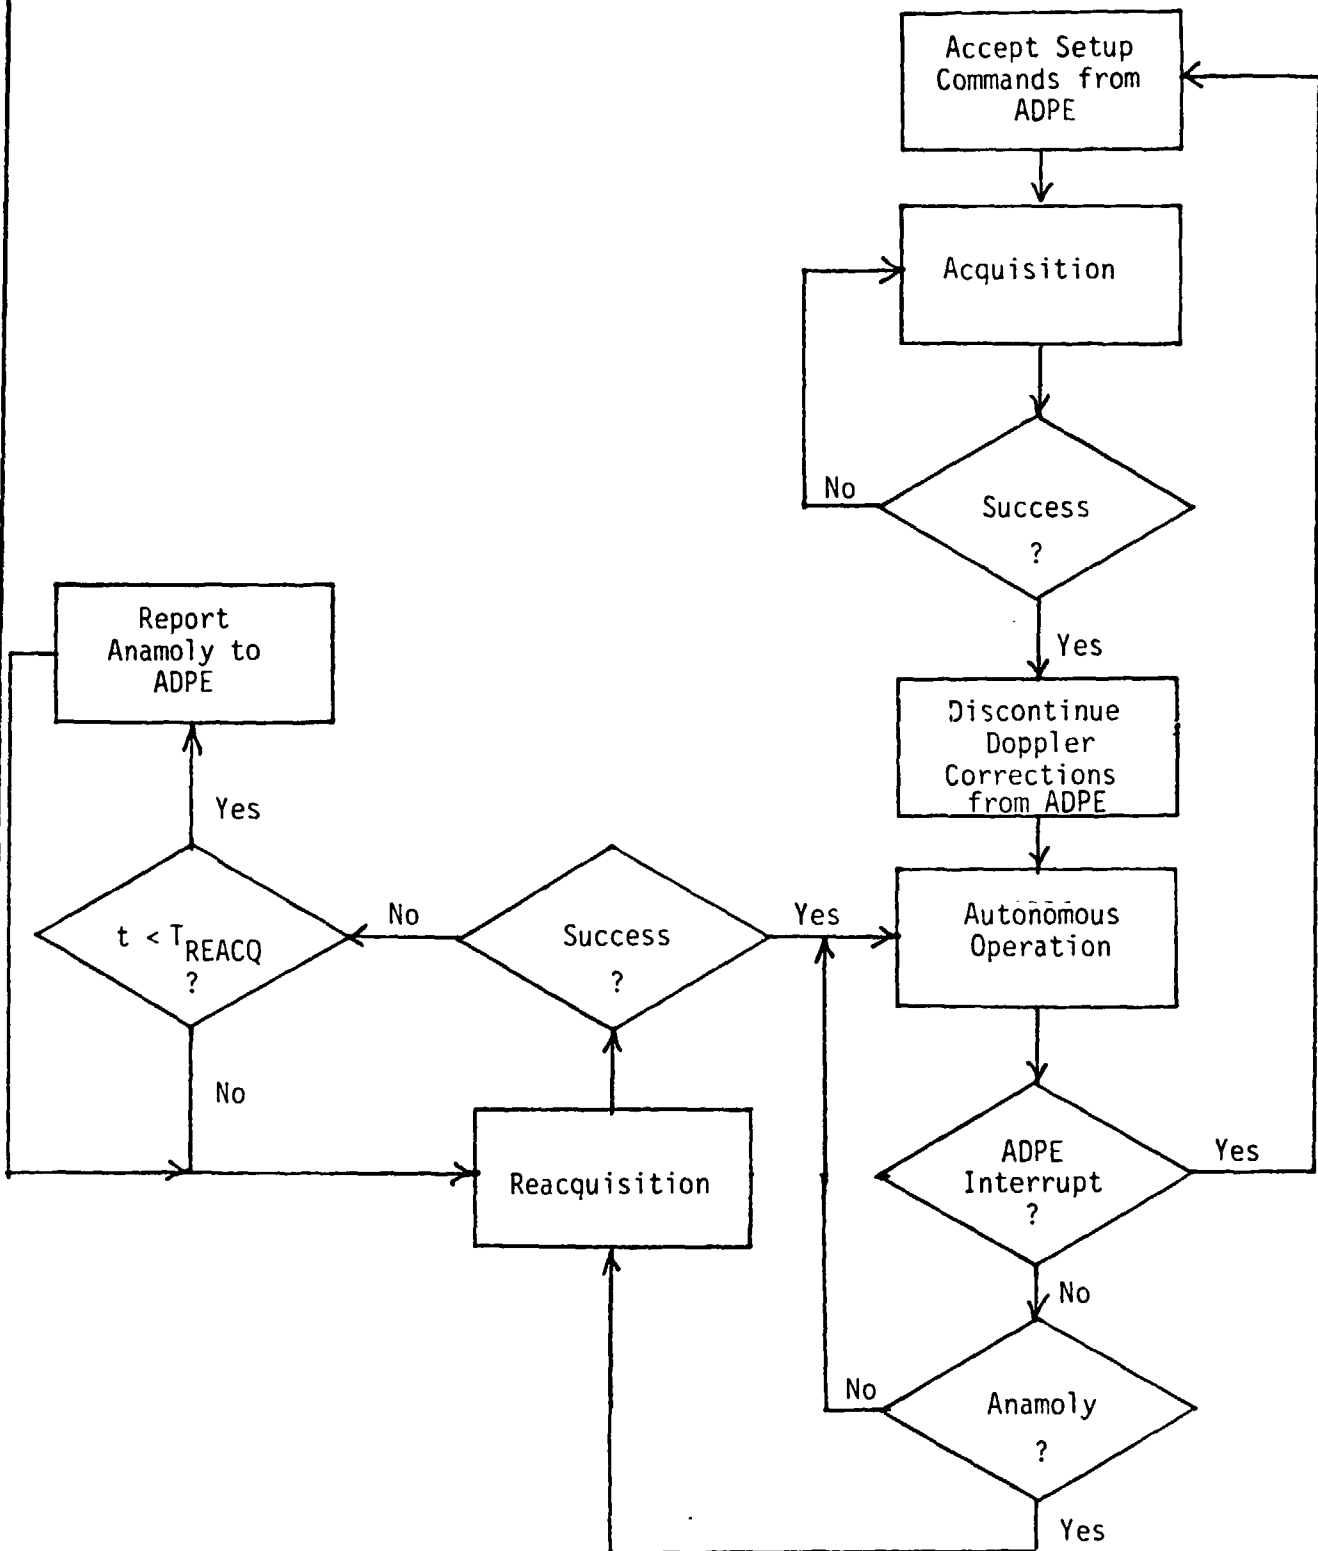 Accept Setup
Commands from
ADPE
Acquisition
No
Success
?
Yes
Report
Anamoly to
ADPE
Discontinue
Doppler
Corrections
from ADPE
Yes
t < TREACQ
?
No
Success
?
Yes
Autonomous
Operation
No
Reacquisition
ADPE
Interrupt
?
Yes
No
No
Anamoly
?
Yes